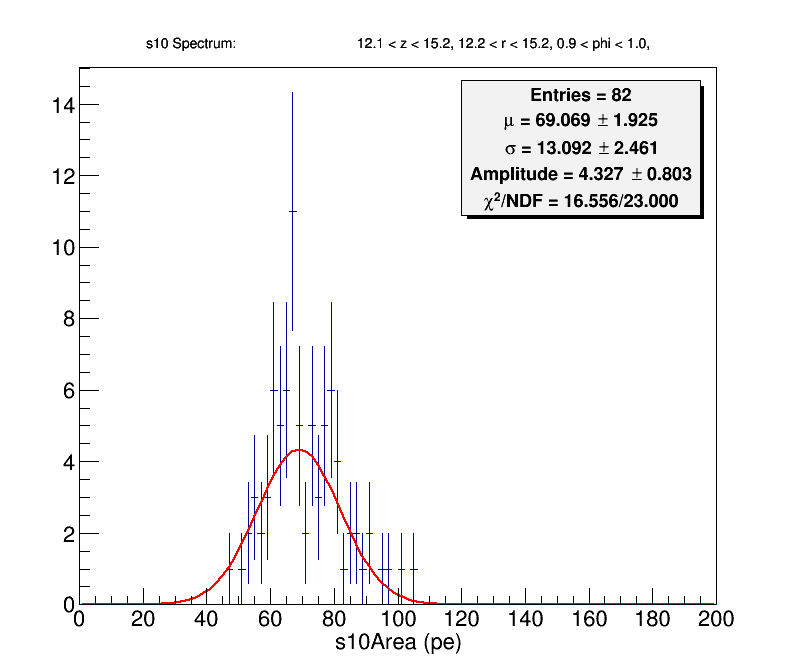 s10 Spectrum: 12.1 < z < 15.2, 12.2 < r < 15.2, 0.9 < phi < 1.0,
Entries = 82
μ = 69.069 ± 1.925
σ = 13.092 ± 2.461
Amplitude = 4.327 ± 0.803
χ²/NDF = 16.556/23.000
14
12
10
8
6
4
2
0
0 20 40 60 80 100 120 140 160 180 200
s10Area (pe)